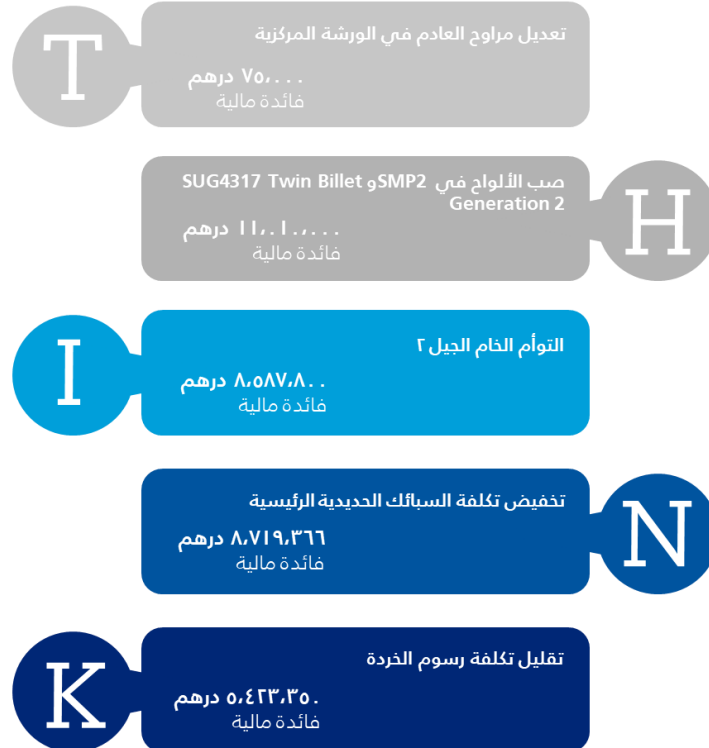 T
تعديل مراوح العادم في الورشة المركزية
٧٥،٠٠٠ درهم
فائدة مالية
H
صب الألواح في SMP2و SUG4317 Twin Billet
Generation 2
١١،٠١٠،٠٠٠ درهم
فائدة مالية
I
التوأم الخام الجيل ٢
٨،٥٨٧،٨٠٠ درهم
فائدة مالية
N
تخفيض تكلفة السبائك الحديدية الرئيسية
٨،٧١٩،٣٦٦ درهم
فائدة مالية
K
تقليل تكلفة رسوم الخردة
٥،٤٢٣،٣٥٠ درهم
فائدة مالية